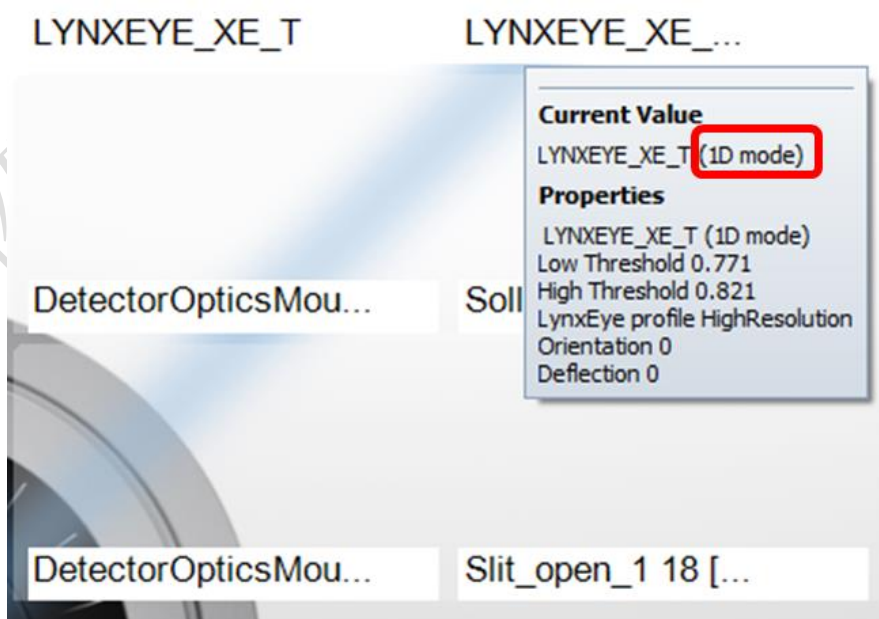 LYNXEYE_XE_T
LYNXEYE_XE_...
Current Value
LYNXEYE_XE_T (1D mode)
Properties
LYNXEYE_XE_T (1D mode)
Low Threshold 0.771
High Threshold 0.821
LynxEye profile HighResolution
Orientation 0
Deflection 0
DetectorOpticsMou...
Soll
DetectorOpticsMou...
Slit_open_1 18 [...